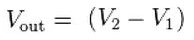 V_out = (V_2 − V_1)